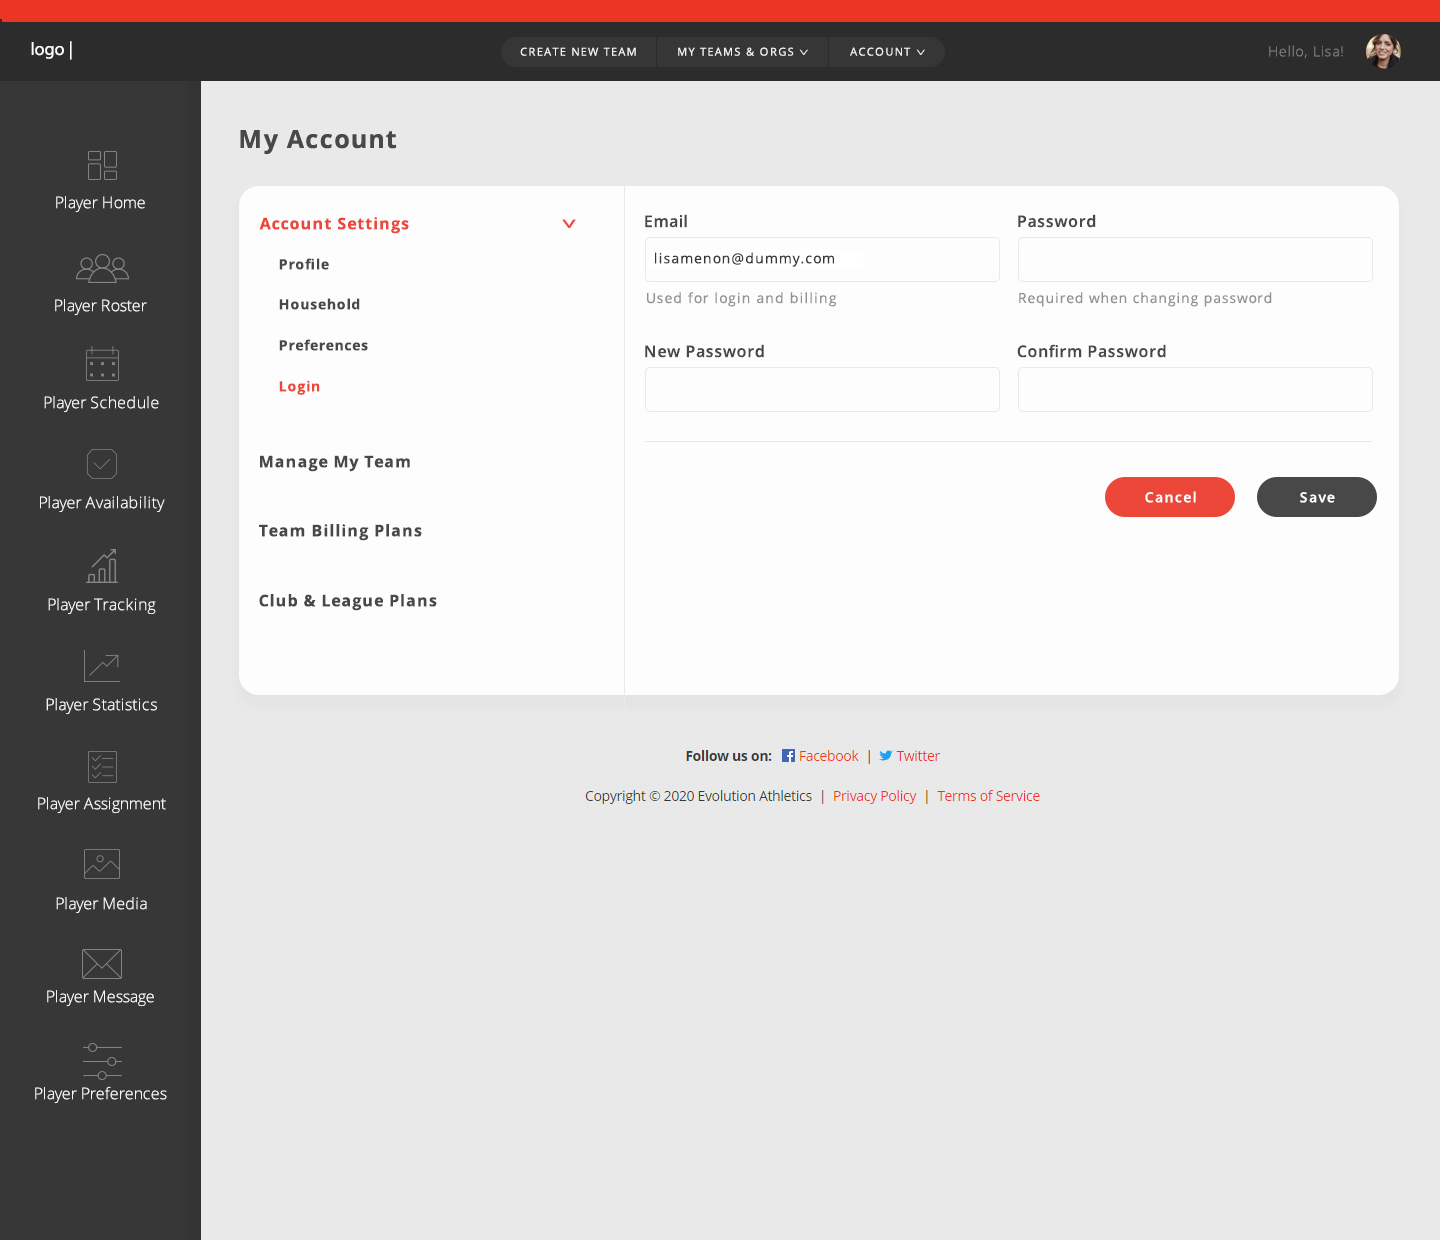 logo |
CREATE NEW TEAM
MY TEAMS & ORGS
ACCOUNT
Hello, Lisa!
Player Home
Player Roster
Player Schedule
Player Availability
Player Tracking
Player Statistics
Player Assignment
Player Media
Player Message
Player Preferences
My Account
Account Settings
Profile
Household
Preferences
Login
Manage My Team
Team Billing Plans
Club & League Plans
Email
lisamenon@dummy.com
Used for login and billing
Password
Required when changing password
New Password
Confirm Password
Cancel
Save
Follow us on: Facebook | Twitter
Copyright © 2020 Evolution Athletics | Privacy Policy | Terms of Service